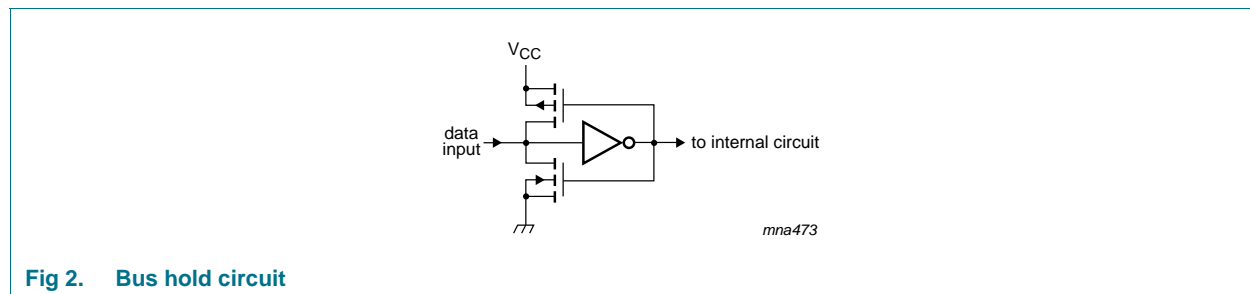 VCC
data
input
to internal circuit
mna473
Fig 2. Bus hold circuit